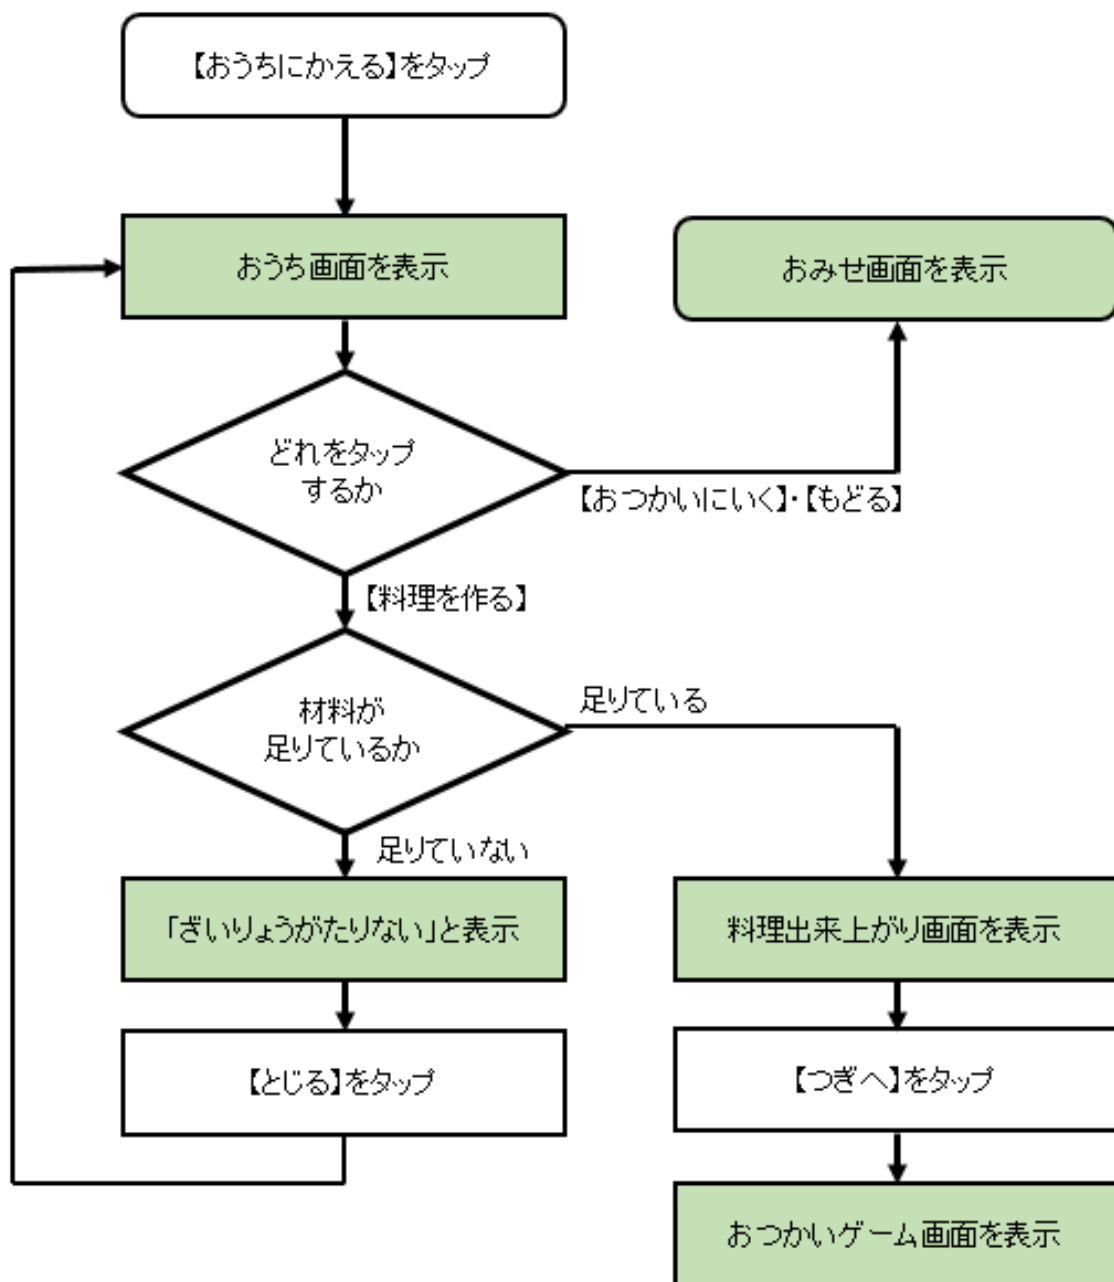 【おうちにかえる】をタップ
おうち画面を表示
おみせ画面を表示
どれをタップ
するか
【おつかいにいく】・【もどる】
【料理を作る】
材料が
足りているか
足りている
足りていない
「ざいりょうがたりない」と表示
料理出来上がり画面を表示
【とじる】をタップ
【つぎへ】をタップ
おつかいゲーム画面を表示